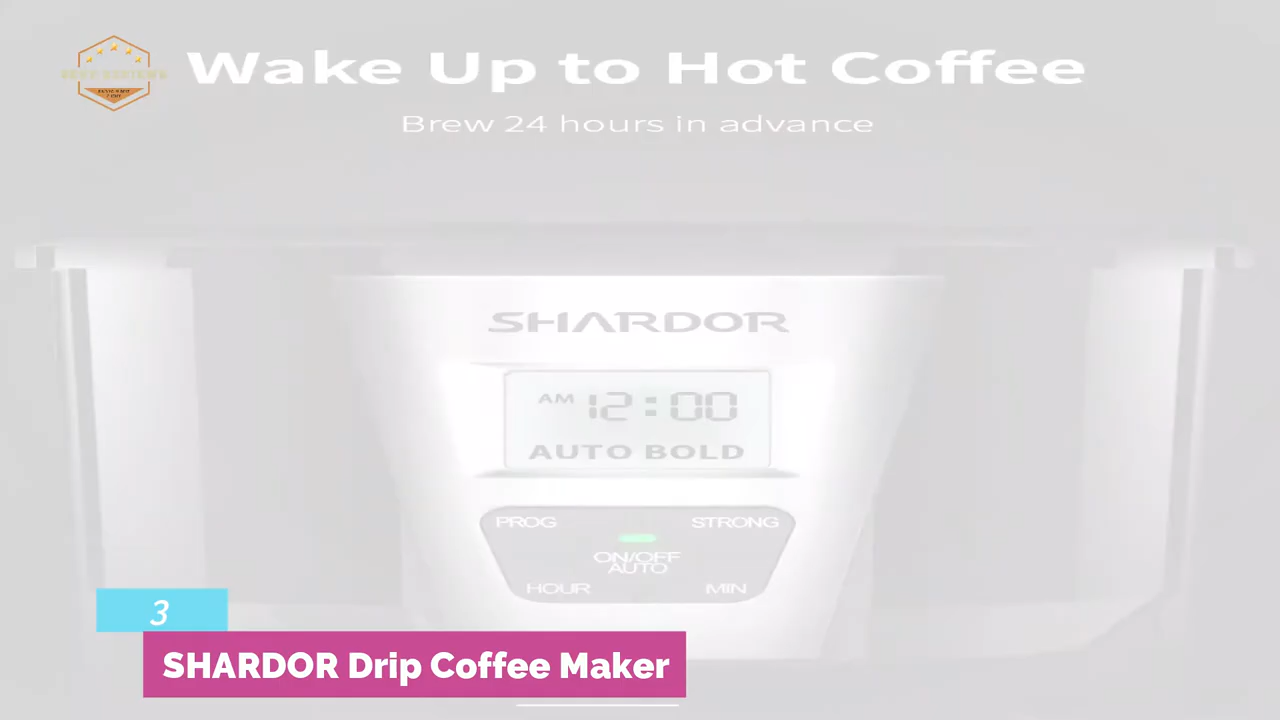 Wake Up to Hot Coffee
Brew 24 hours in advance
SHARDOR
AM 12:00
AUTO BOLD
PROG
STRONG
ON/OFF
AUTO
HOUR
MIN
3
SHARDOR Drip Coffee Maker